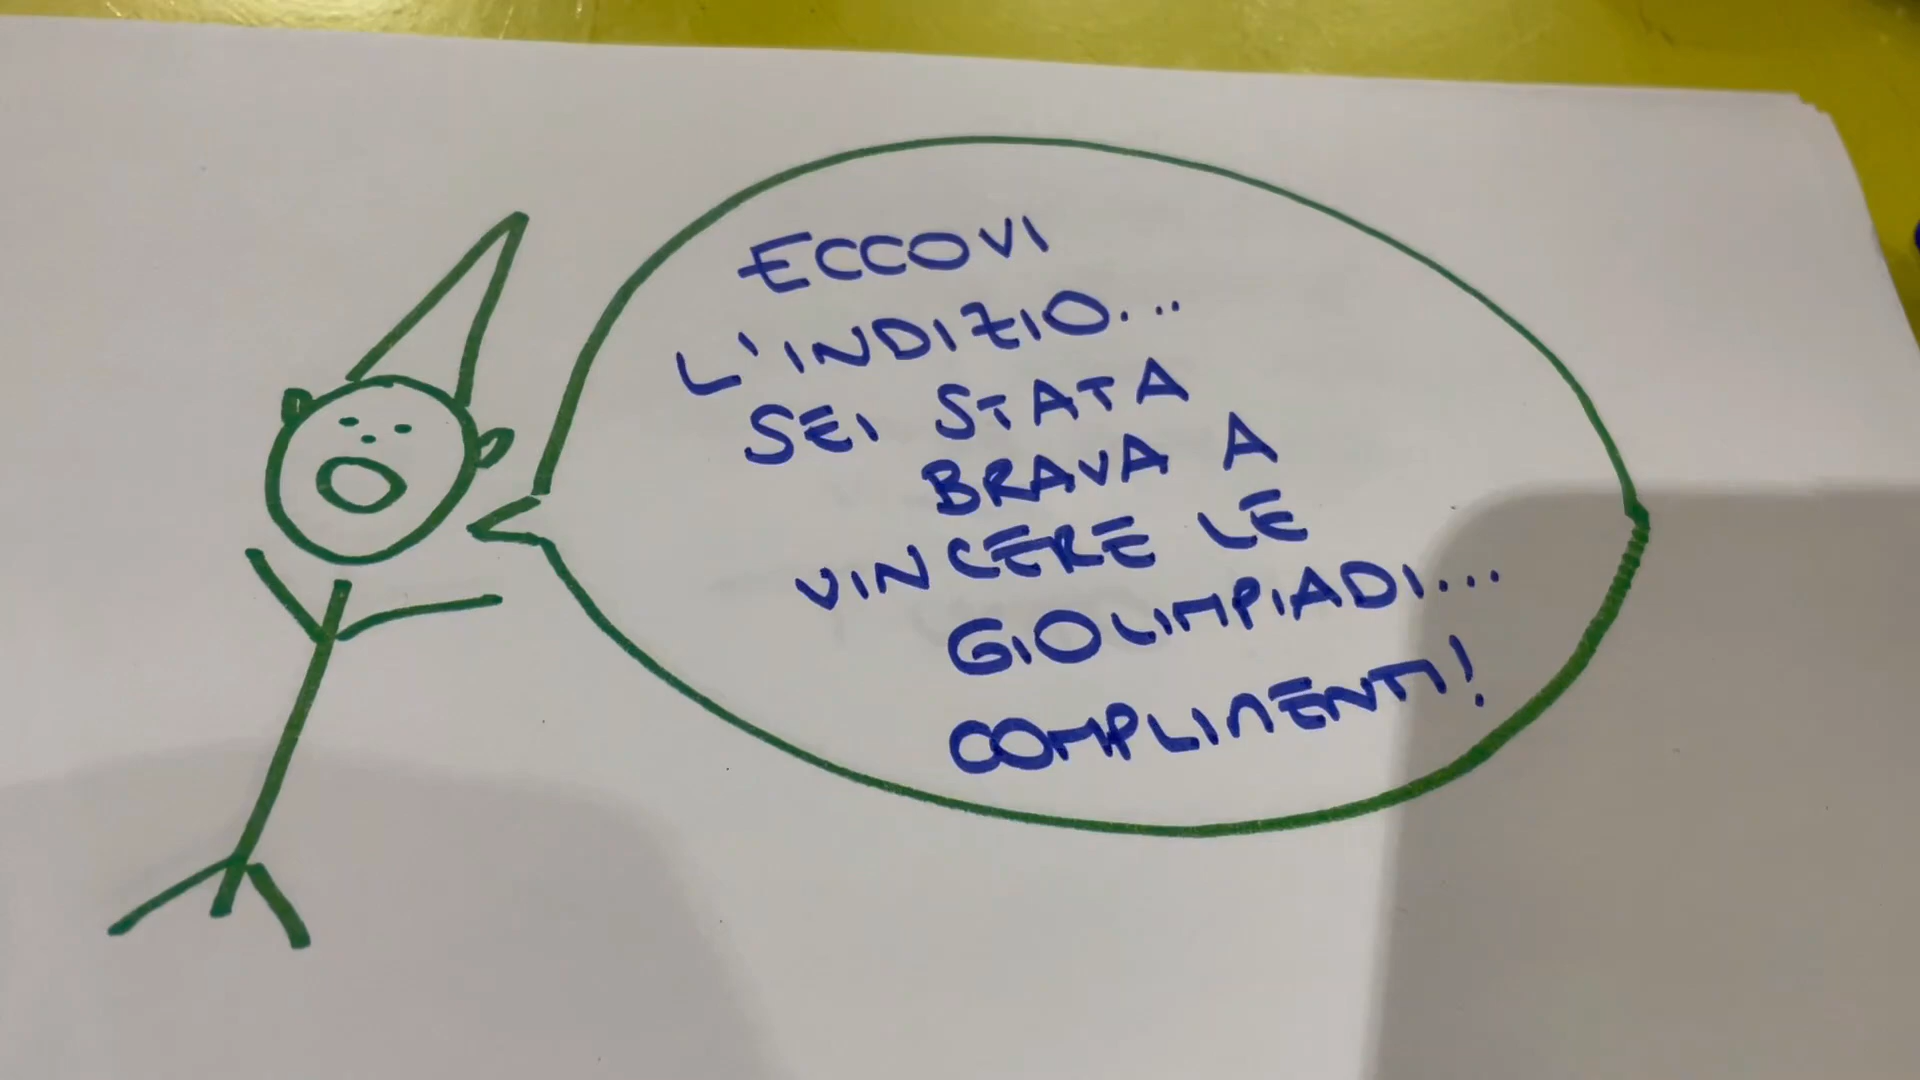 ECCOVI
L'INDIZIO...
SEI STATA
BRAVA A
VINCERE LE
GIOLIMPIADI...
COMPLIMENTI!